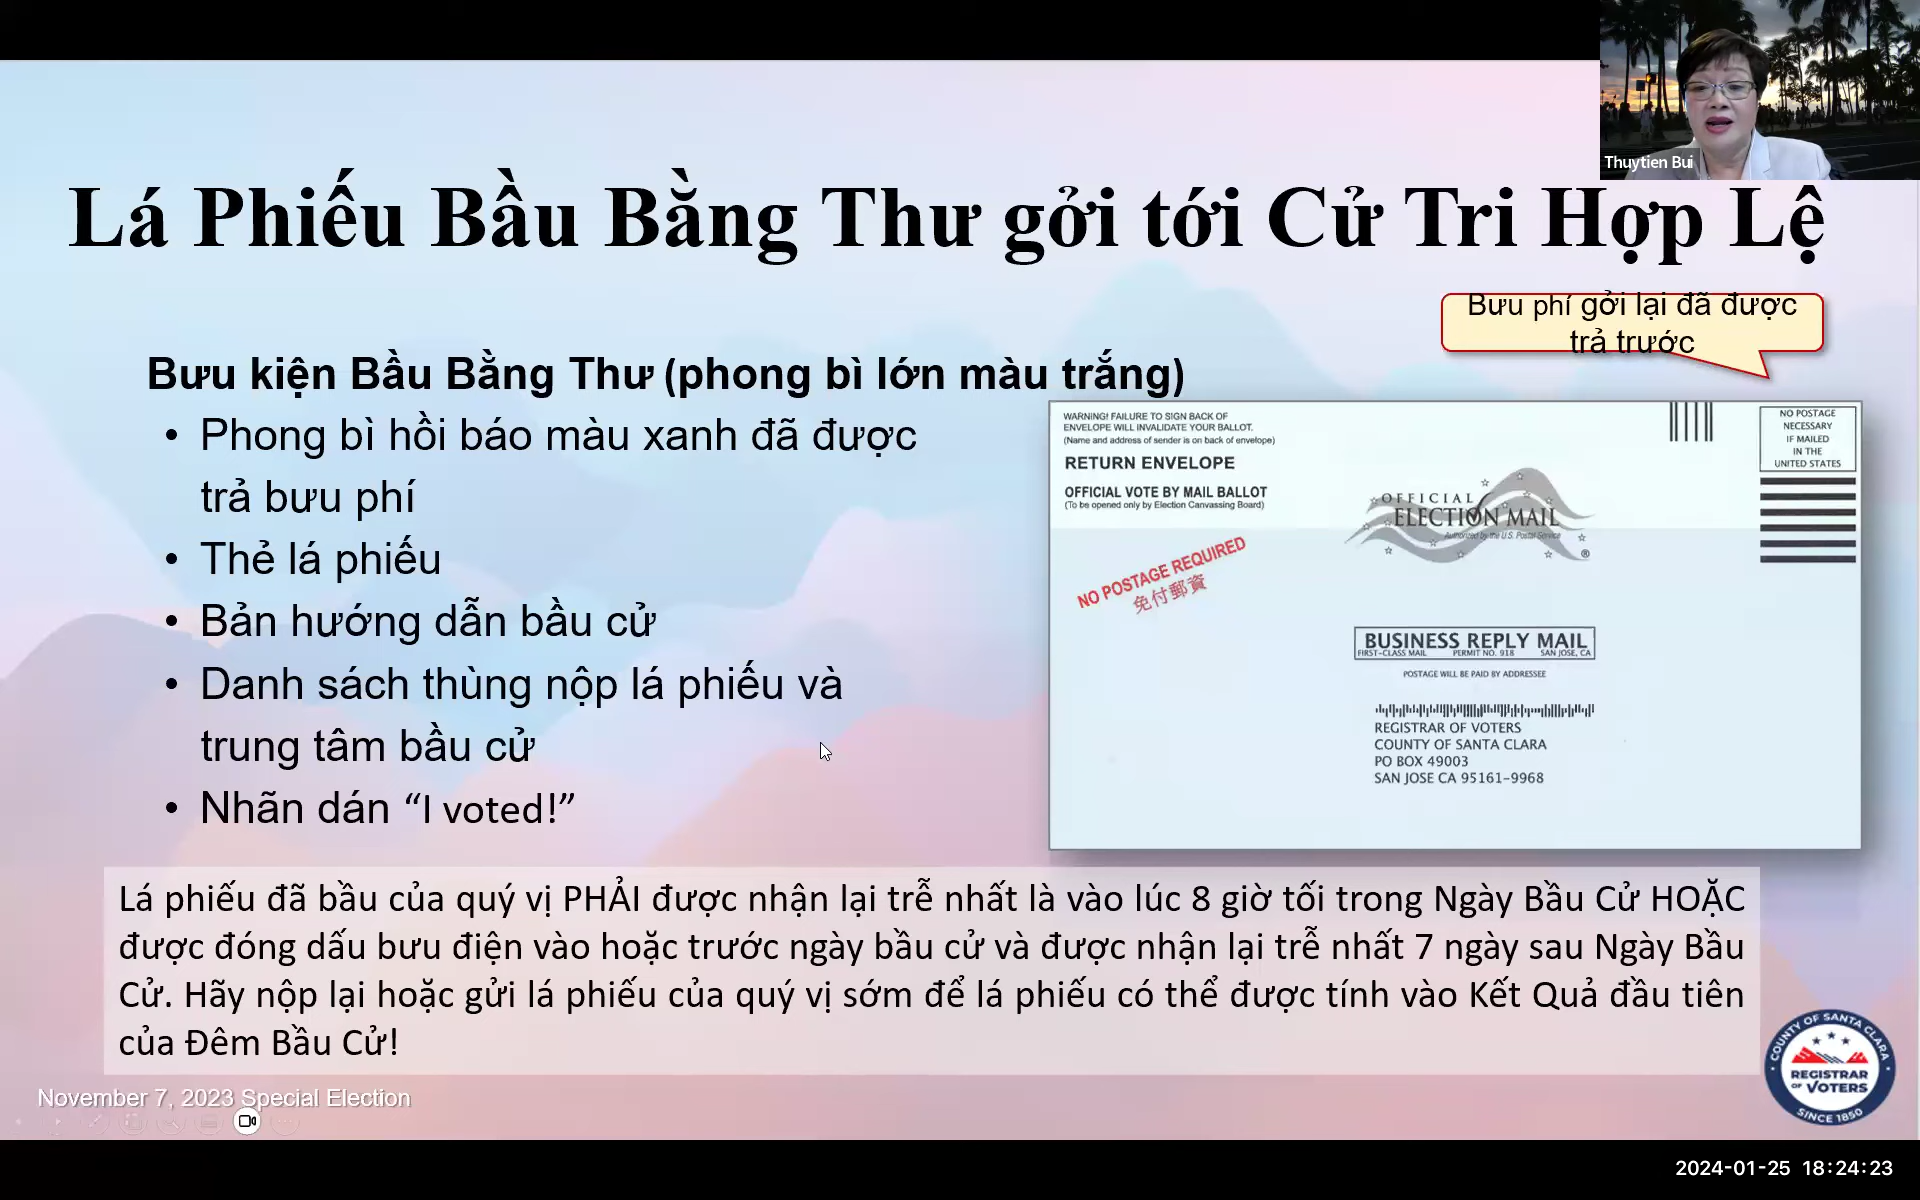 Thuytien Bui
Lá Phiếu Bầu Bằng Thư gởi tới Cử Tri Hợp Lệ
Bưu phí gởi lại đã được
trả trước
Bưu kiện Bầu Bằng Thư (phong bì lớn màu trắng)
• Phong bì hồi báo màu xanh đã được
trả bưu phí
• Thẻ lá phiếu
• Bản hướng dẫn bầu cử
• Danh sách thùng nộp lá phiếu và
trung tâm bầu cử
• Nhãn dán “I voted!”
WARNING! FAILURE TO SIGN BACK OF
ENVELOPE WILL INVALIDATE YOUR BALLOT.
(Name and address of sender is on back of envelope)
RETURN ENVELOPE
OFFICIAL VOTE BY MAIL BALLOT
(To be opened only by Election Canvassing Board)
NO POSTAGE
NECESSARY
IF MAILED
IN THE
UNITED STATES
OFFICIAL
ELECTION MAIL
Authorized by the U.S. Postal Service
®
NO POSTAGE REQUIRED
免付郵資
BUSINESS REPLY MAIL
FIRST-CLASS MAIL PERMIT NO. 918 SAN JOSE, CA
POSTAGE WILL BE PAID BY ADDRESSEE
REGISTRAR OF VOTERS
COUNTY OF SANTA CLARA
PO BOX 49003
SAN JOSE CA 95161-9968
Lá phiếu đã bầu của quý vị PHẢI được nhận lại trễ nhất là vào lúc 8 giờ tối trong Ngày Bầu Cử HOẶC
được đóng dấu bưu điện vào hoặc trước ngày bầu cử và được nhận lại trễ nhất 7 ngày sau Ngày Bầu
Cử. Hãy nộp lại hoặc gửi lá phiếu của quý vị sớm để lá phiếu có thể được tính vào Kết Quả đầu tiên
của Đêm Bầu Cử!
COUNTY OF SANTA CLARA
REGISTRAR
OF VOTERS
SINCE 1850
November 7, 2023 Special Election
2024-01-25 18:24:23